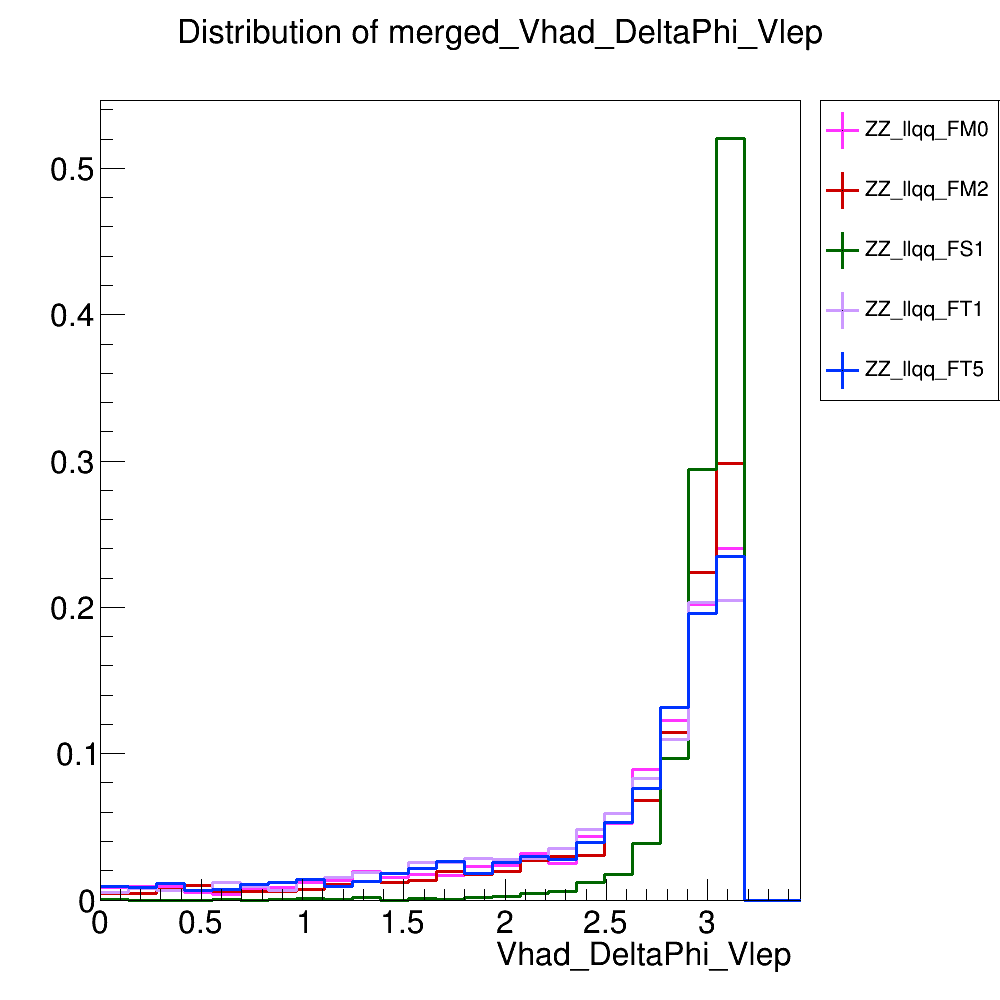 Distribution of merged_Vhad_DeltaPhi_Vlep
ZZ_llqq_FM0
ZZ_llqq_FM2
ZZ_llqq_FS1
ZZ_llqq_FT1
ZZ_llqq_FT5
0.5
0.4
0.3
0.2
0.1
0
0 0.5 1 1.5 2 2.5 3
Vhad_DeltaPhi_Vlep